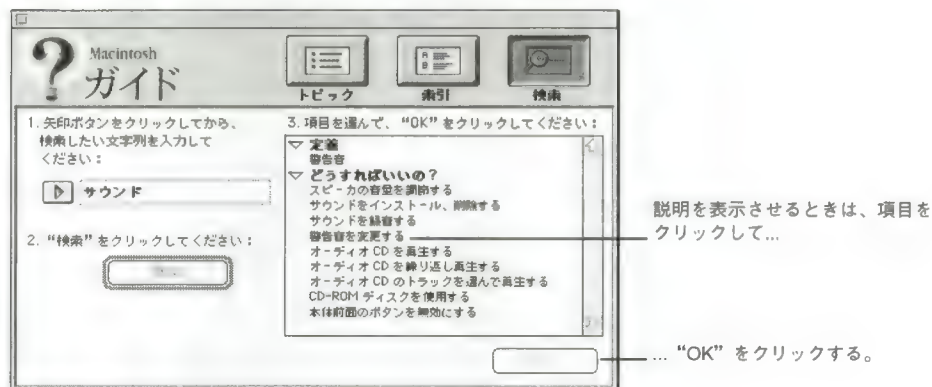 Macintosh
ガイド
トピック
索引
検索
1. 矢印ボタンをクリックしてから、
検索したい文字列を入力して
ください：
サウンド
2. “検索”をクリックしてください：
3. 項目を選んで、“OK”をクリックしてください：
定義
警告音
どうすればいいの？
スピーカの音量を調節する
サウンドをインストール、削除する
サウンドを録音する
警告音を変更する
オーディオ CD を再生する
オーディオ CD を繰り返し再生する
オーディオ CD のトラックを選んで再生する
CD-ROM ディスクを使用する
本体前面のボタンを無効にする
説明を表示させるときは、項目を
クリックして...
... “OK”をクリックする。